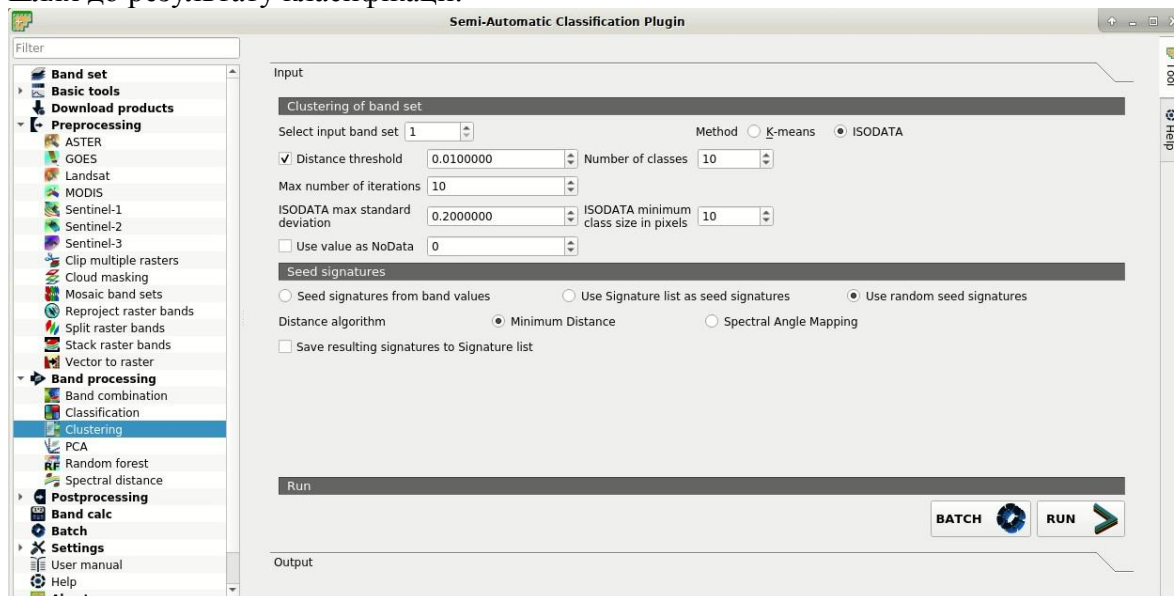 шлях до результату класифікації.
Semi-Automatic Classification Plugin
Filter
Band set
Basic tools
Download products
Preprocessing
ASTER
GOES
Landsat
MODIS
Sentinel-1
Sentinel-2
Sentinel-3
Clip multiple rasters
Cloud masking
Mosaic band sets
Reproject raster bands
Split raster bands
Stack raster bands
Vector to raster
Band processing
Band combination
Classification
Clustering
PCA
RF Random forest
Spectral distance
Postprocessing
Band calc
Batch
Settings
User manual
Help
Input
Clustering of band set
Select input band set 1 Method K-means ISODATA
Distance threshold 0.0100000 Number of classes 10
Max number of iterations 10
ISODATA max standard deviation 0.2000000 ISODATA minimum class size in pixels 10
Use value as NoData 0
Seed signatures
Seed signatures from band values Use Signature list as seed signatures Use random seed signatures
Distance algorithm Minimum Distance Spectral Angle Mapping
Save resulting signatures to Signature list
Run
BATCH RUN
Output
Help